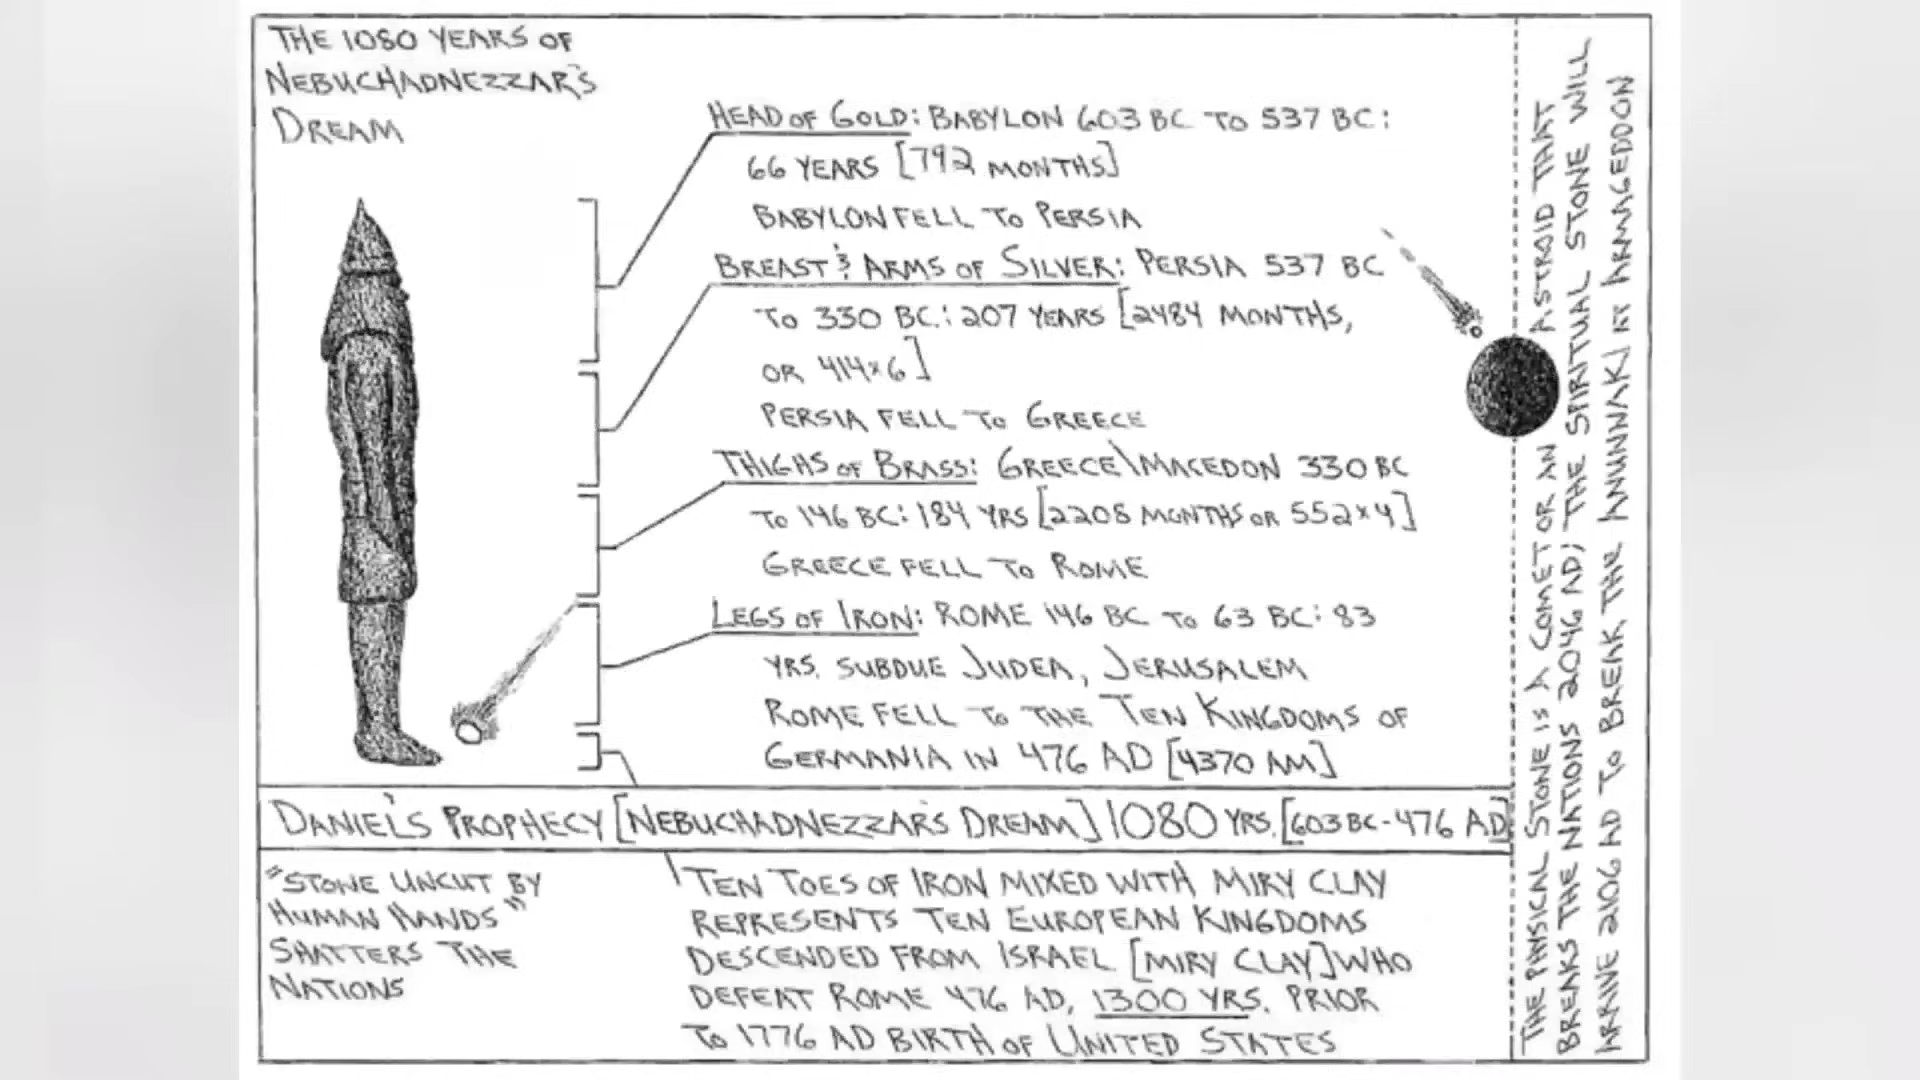 THE 1080 YEARS OF
NEBUCHADNEZZAR'S
DREAM
HEAD OF GOLD: BABYLON 603 BC TO 537 BC:
66 YEARS [792 MONTHS]
BABYLON FELL TO PERSIA
BREAST & ARMS OF SILVER: PERSIA 537 BC
TO 330 BC.: 207 YEARS [2484 MONTHS,
OR 414×6]
PERSIA FELL TO GREECE
THIGHS OF BRASS: GREECE\MACEDON 330 BC
TO 146 BC: 184 YRS [2208 MONTHS OR 552×4]
GREECE FELL TO ROME
LEGS OF IRON: ROME 146 BC TO 63 BC: 83
YRS. SUBDUE JUDEA, JERUSALEM
ROME FELL TO THE TEN KINGDOMS OF
GERMANIA IN 476 AD [4370 AM]
DANIEL'S PROPHECY [NEBUCHADNEZZAR'S DREAM] 1080 YRS. [603 BC - 476 AD]
"STONE UNCUT BY
HUMAN HANDS"
SHATTERS THE
NATIONS
TEN TOES OF IRON MIXED WITH MIRY CLAY
REPRESENTS TEN EUROPEAN KINGDOMS
DESCENDED FROM ISRAEL [MIRY CLAY] WHO
DEFEAT ROME 476 AD, 1300 YRS. PRIOR
TO 1776 AD BIRTH OF UNITED STATES
THE PHYSICAL STONE IS A COMET OR AN ASTROID THAT
BREAKS THE NATIONS 2046 AD; THE SPIRITUAL STONE WILL
ARRIVE 2106 AD TO BREAK THE ANUNNAKI AT ARMAGEDDON